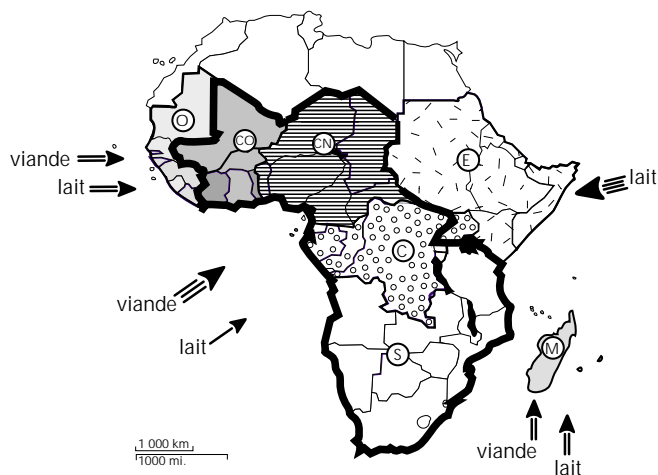 O
CO
CN
E
viande
lait
lait
C
viande
lait
M
S
1 000 km
1000 mi.
viande
lait